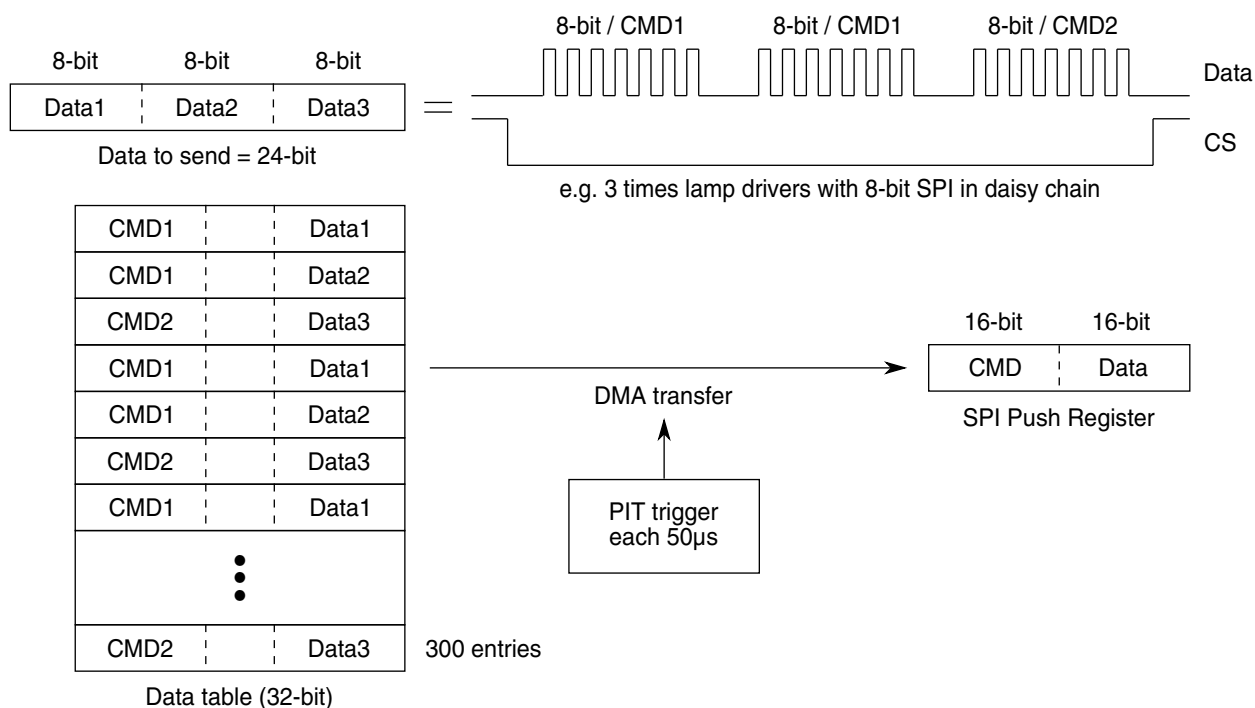 8-bit / CMD1 8-bit / CMD1 8-bit / CMD2
8-bit 8-bit 8-bit
Data
Data1 Data2 Data3
=
Data to send = 24-bit
CS
e.g. 3 times lamp drivers with 8-bit SPI in daisy chain
CMD1 Data1
CMD1 Data2
CMD2 Data3
CMD1 Data1
CMD1 Data2
CMD2 Data3
CMD1 Data1
CMD2 Data3
300 entries
Data table (32-bit)
DMA transfer
PIT trigger
each 50µs
16-bit 16-bit
CMD Data
SPI Push Register